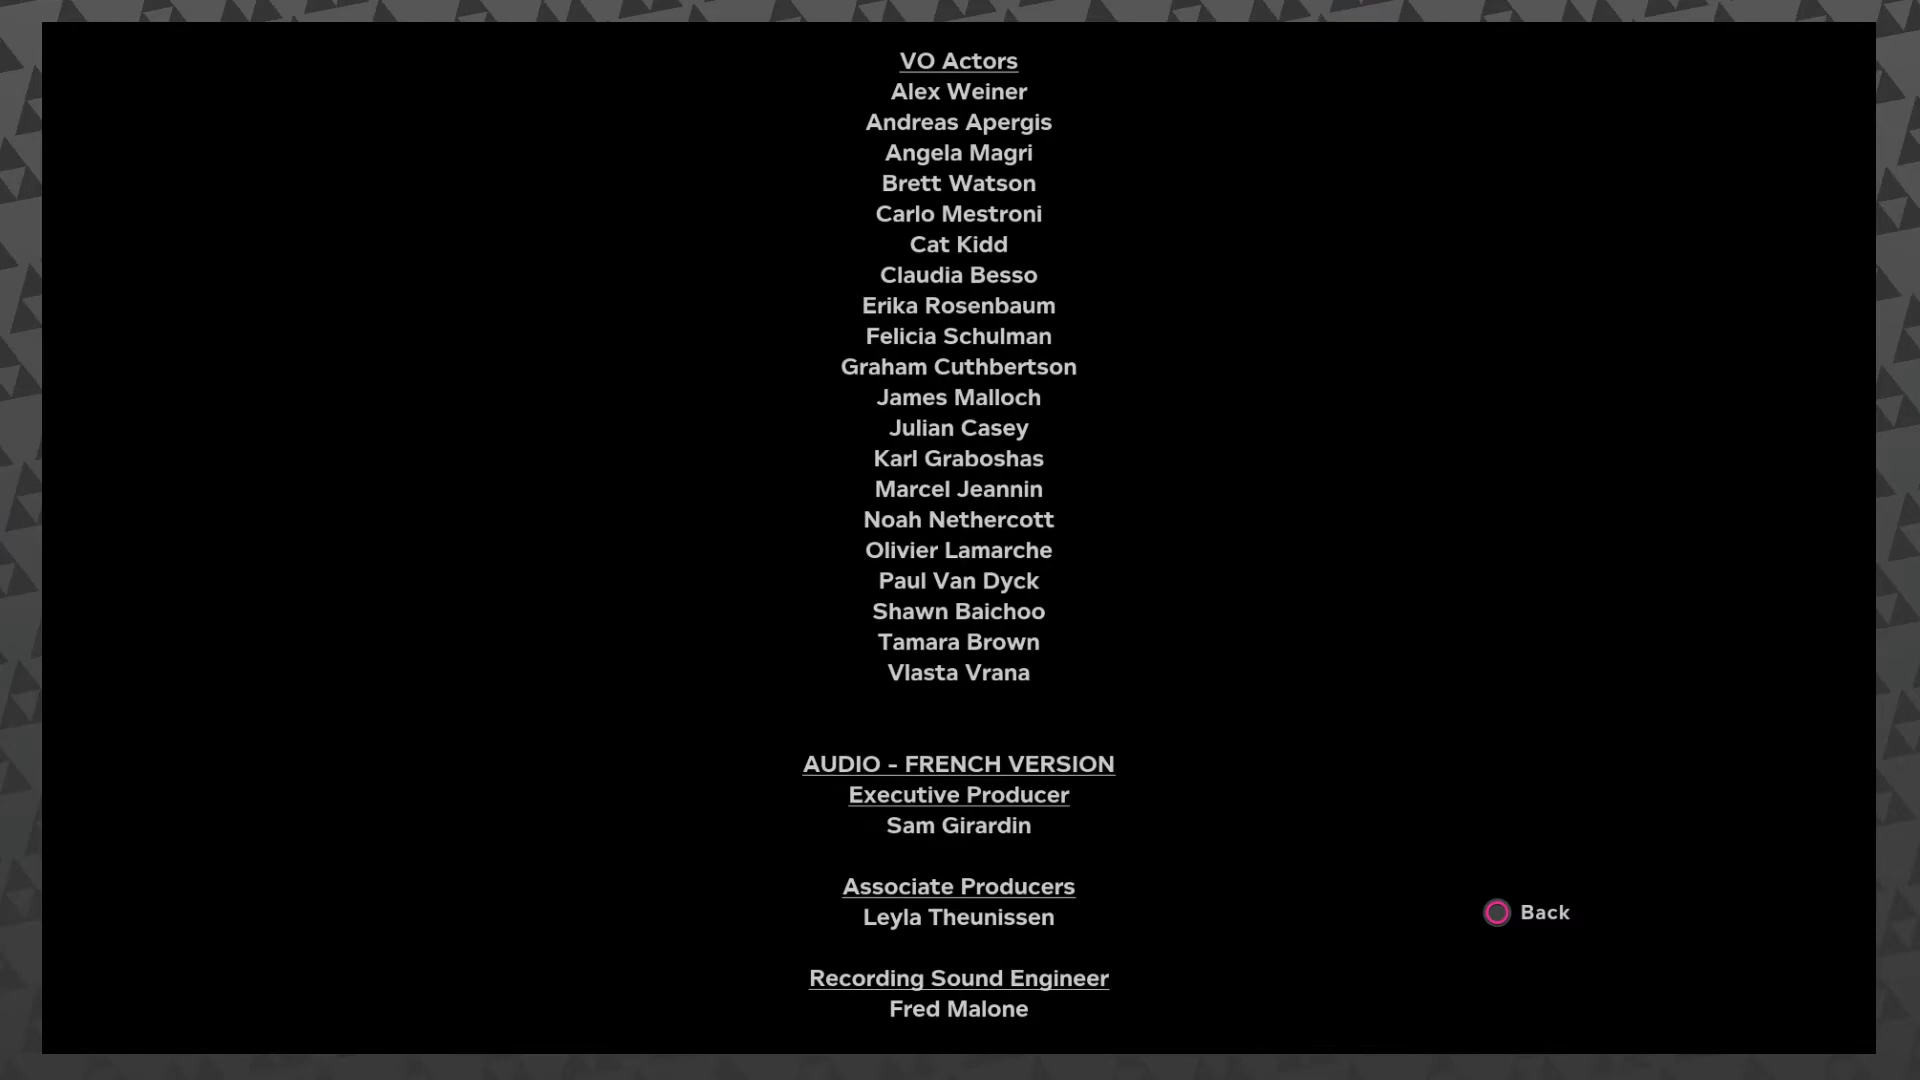 VO Actors
Alex Weiner
Andreas Apergis
Angela Magri
Brett Watson
Carlo Mestroni
Cat Kidd
Claudia Besso
Erika Rosenbaum
Felicia Schulman
Graham Cuthbertson
James Malloch
Julian Casey
Karl Graboshas
Marcel Jeannin
Noah Nethercott
Olivier Lamarche
Paul Van Dyck
Shawn Baichoo
Tamara Brown
Vlasta Vrana
AUDIO - FRENCH VERSION
Executive Producer
Sam Girardin
Associate Producers
Leyla Theunissen
Back
Recording Sound Engineer
Fred Malone